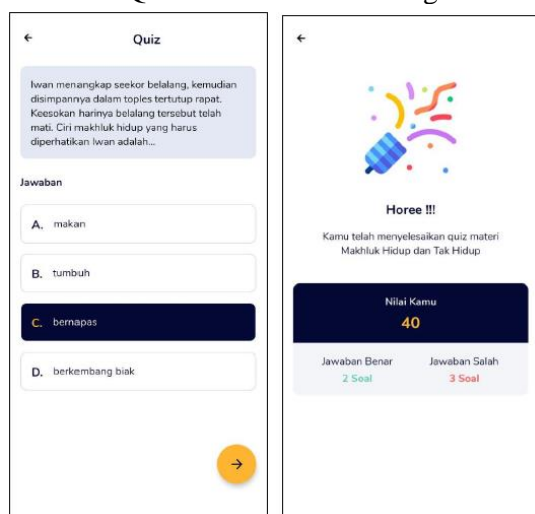 Quiz
Iwan menangkap seekor belalang, kemudian
disimpannya dalam toples tertutup rapat.
Keesokan harinya belalang tersebut telah
mati. Ciri makhluk hidup yang harus
diperhatikan Iwan adalah...
Jawaban
A. makan
B. tumbuh
C. bernapas
D. berkembang biak
Horee !!!
Kamu telah menyelesaikan quiz materi
Makhluk Hidup dan Tak Hidup
Nilai Kamu
40
Jawaban Benar
2 Soal
Jawaban Salah
3 Soal